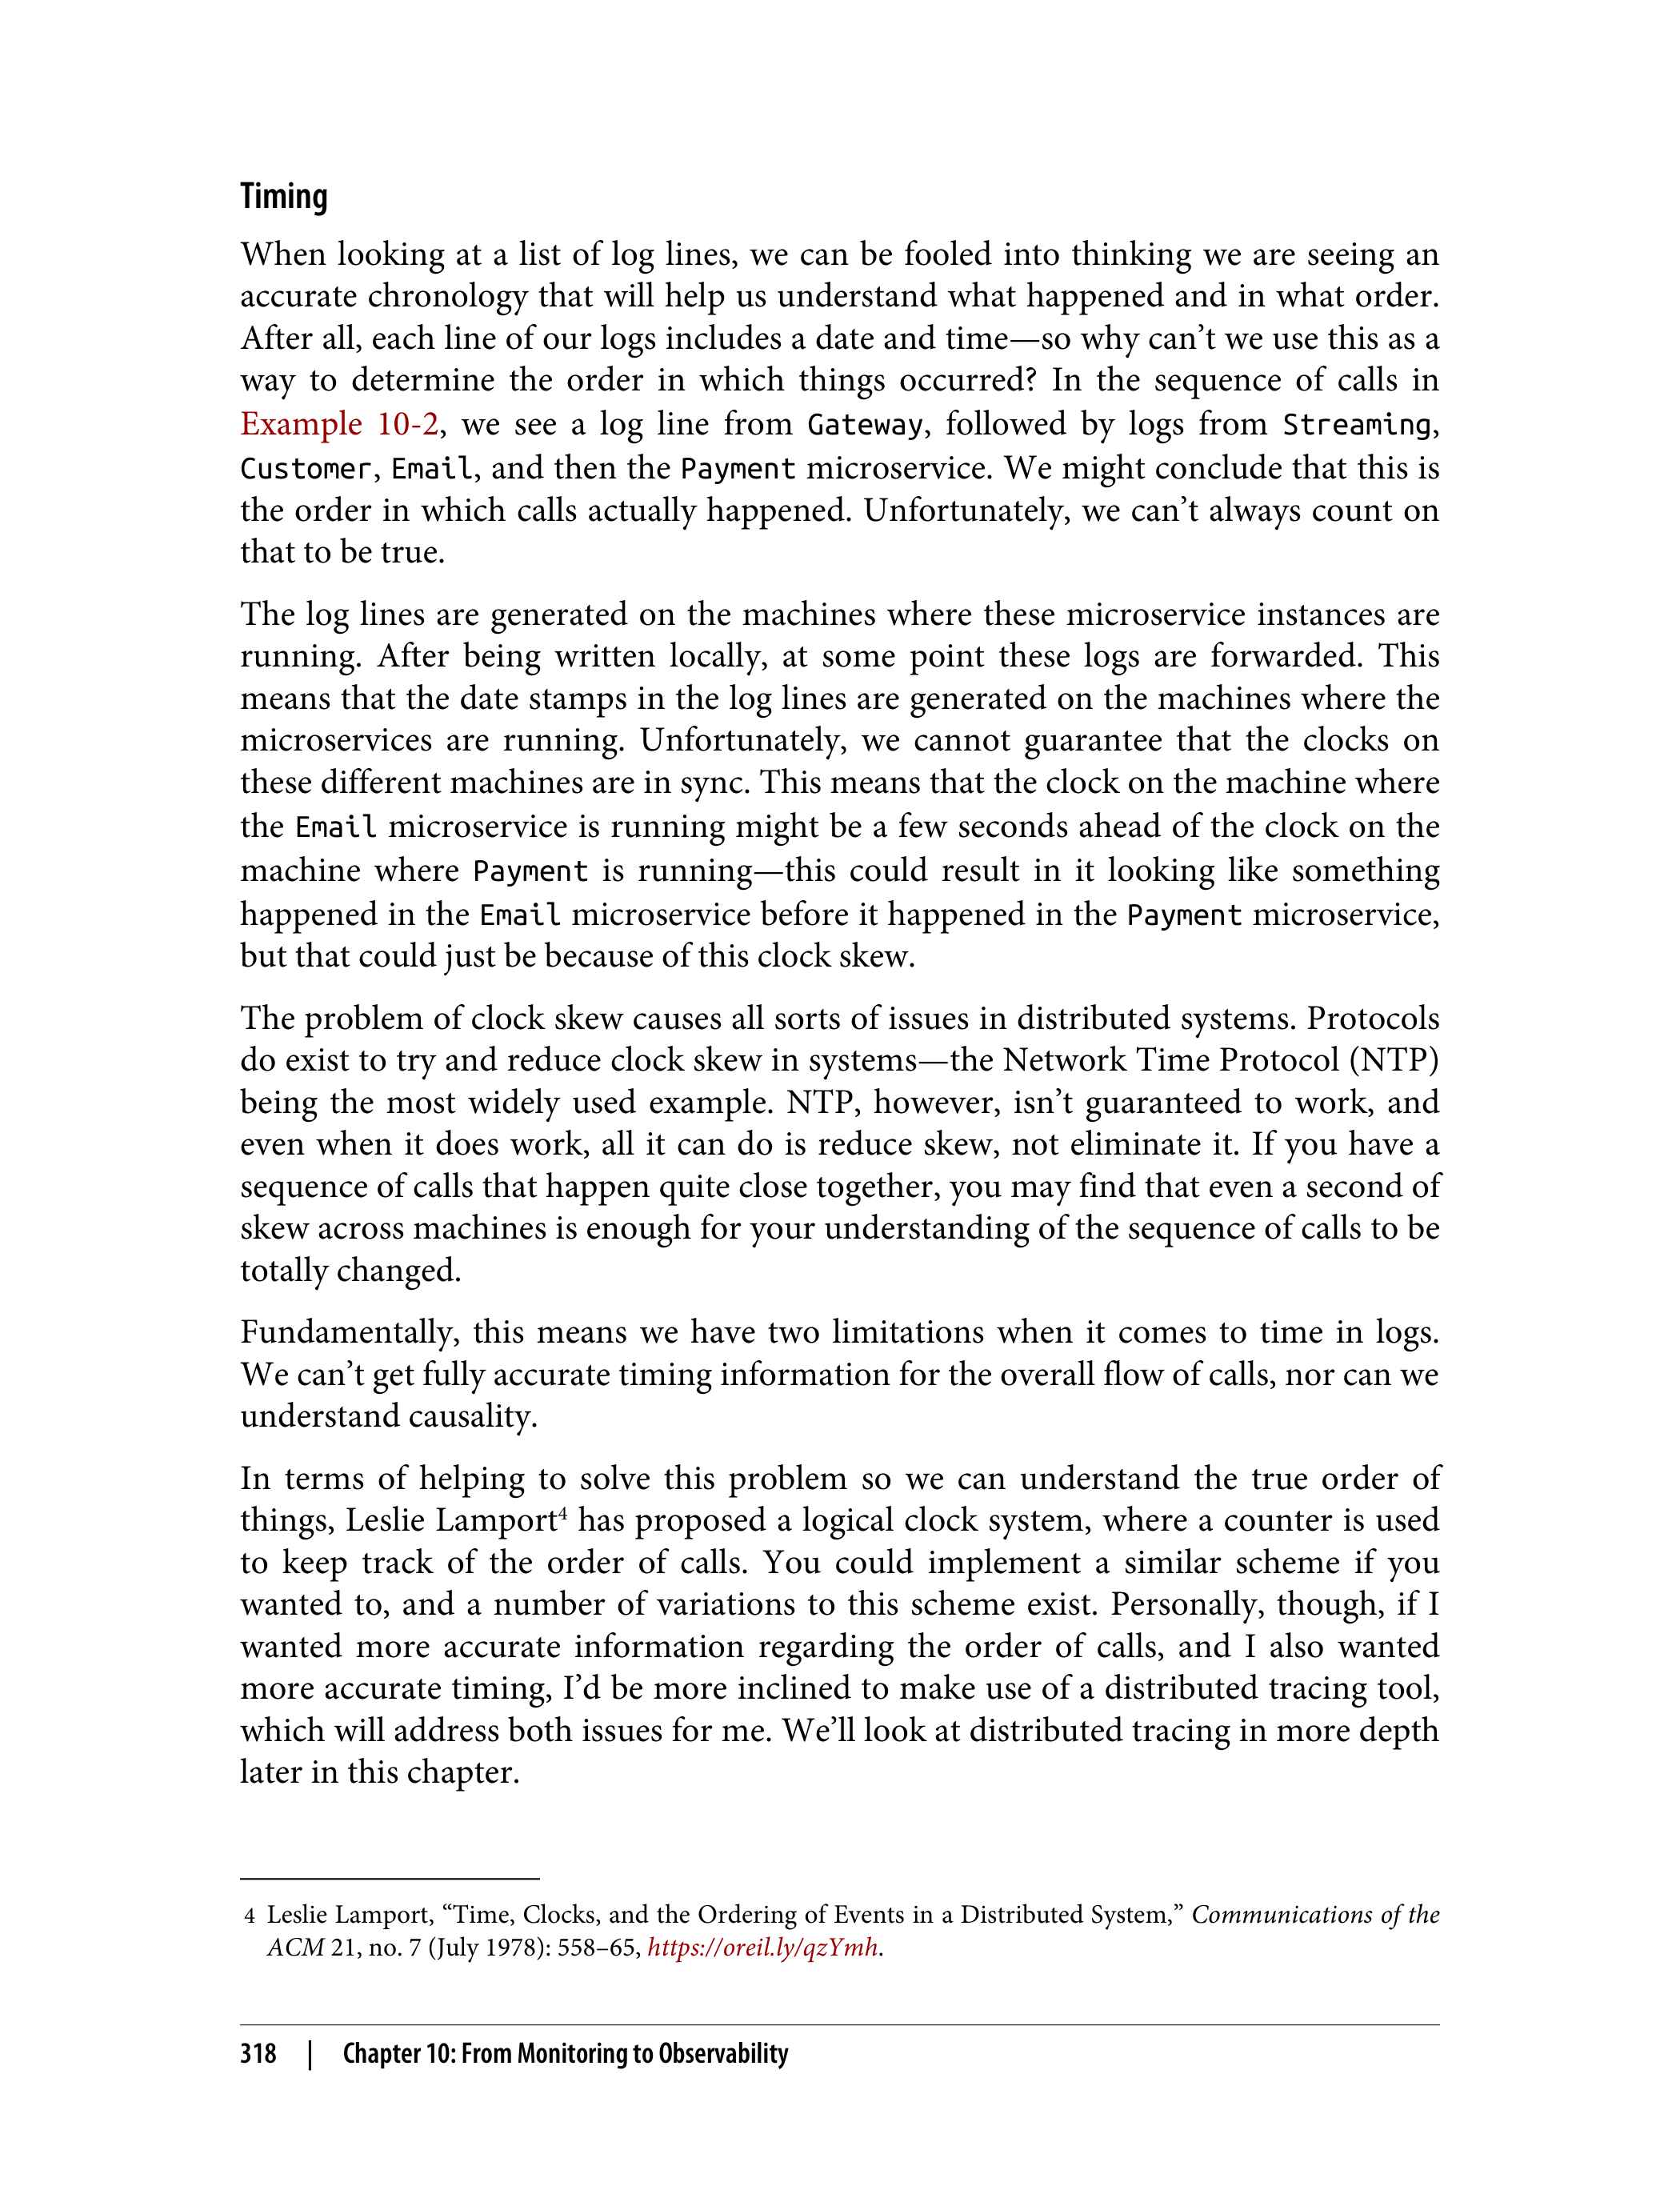 Timing
When looking at a list of log lines, we can be fooled into thinking we are seeing an
accurate chronology that will help us understand what happened and in what order.
After all, each line of our logs includes a date and time—so why can’t we use this as a
way to determine the order in which things occurred? In the sequence of calls in
Example 10-2, we see a log line from Gateway, followed by logs from Streaming,
Customer, Email, and then the Payment microservice. We might conclude that this is
the order in which calls actually happened. Unfortunately, we can’t always count on
that to be true.
The log lines are generated on the machines where these microservice instances are
running. After being written locally, at some point these logs are forwarded. This
means that the date stamps in the log lines are generated on the machines where the
microservices are running. Unfortunately, we cannot guarantee that the clocks on
these different machines are in sync. This means that the clock on the machine where
the Email microservice is running might be a few seconds ahead of the clock on the
machine where Payment is running—this could result in it looking like something
happened in the Email microservice before it happened in the Payment microservice,
but that could just be because of this clock skew.
The problem of clock skew causes all sorts of issues in distributed systems. Protocols
do exist to try and reduce clock skew in systems—the Network Time Protocol (NTP)
being the most widely used example. NTP, however, isn’t guaranteed to work, and
even when it does work, all it can do is reduce skew, not eliminate it. If you have a
sequence of calls that happen quite close together, you may find that even a second of
skew across machines is enough for your understanding of the sequence of calls to be
totally changed.
Fundamentally, this means we have two limitations when it comes to time in logs.
We can’t get fully accurate timing information for the overall flow of calls, nor can we
understand causality.
In terms of helping to solve this problem so we can understand the true order of
things, Leslie Lamport4 has proposed a logical clock system, where a counter is used
to keep track of the order of calls. You could implement a similar scheme if you
wanted to, and a number of variations to this scheme exist. Personally, though, if I
wanted more accurate information regarding the order of calls, and I also wanted
more accurate timing, I’d be more inclined to make use of a distributed tracing tool,
which will address both issues for me. We’ll look at distributed tracing in more depth
later in this chapter.
4 Leslie Lamport, “Time, Clocks, and the Ordering of Events in a Distributed System,” Communications of the
ACM 21, no. 7 (July 1978): 558–65, https://oreil.ly/qzYmh.
318 | Chapter 10: From Monitoring to Observability